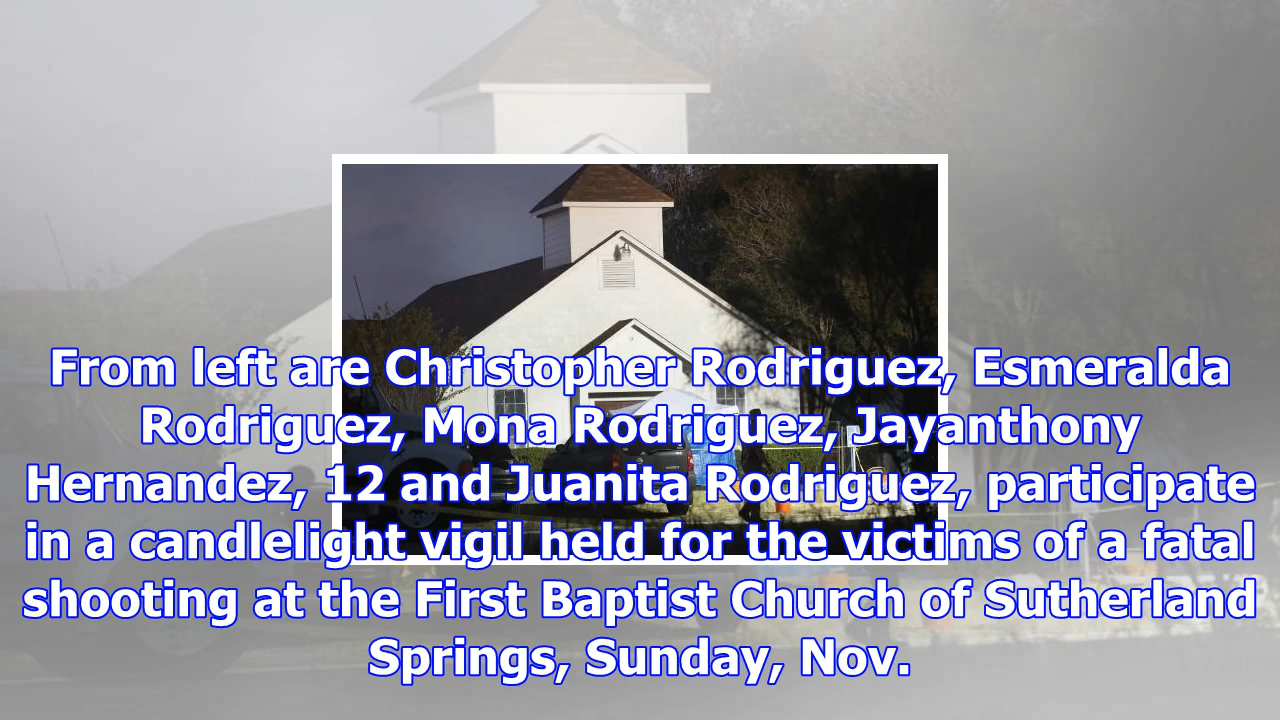 From left are Christopher Rodriguez, Esmeralda
Rodriguez, Mona Rodriguez, Jayanthony
Hernandez, 12 and Juanita Rodriguez, participate
in a candlelight vigil held for the victims of a fatal
shooting at the First Baptist Church of Sutherland
Springs, Sunday, Nov.